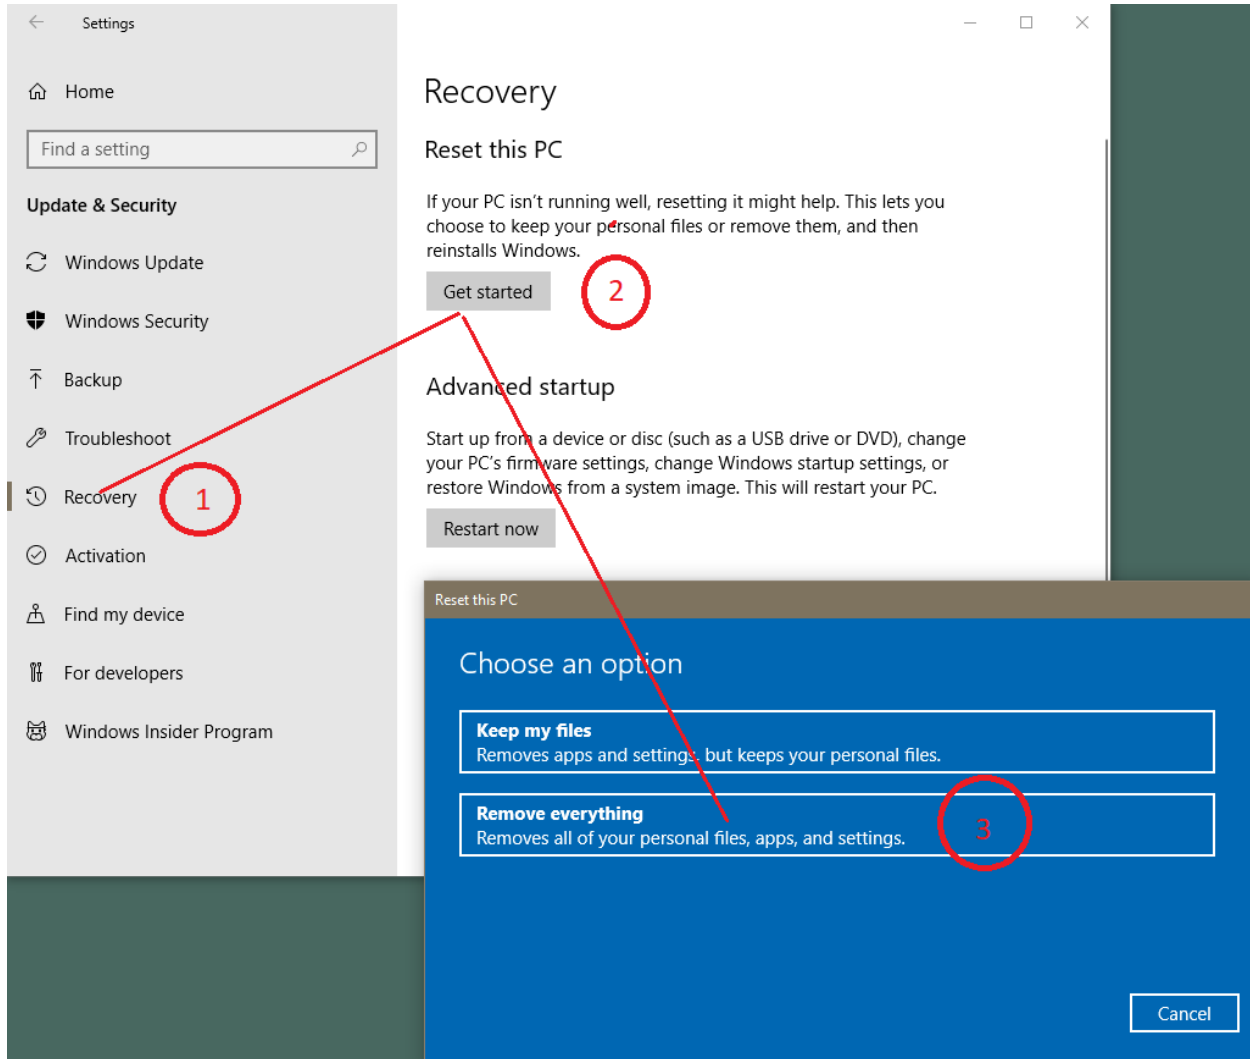 Settings
Home
Find a setting
Update & Security
Windows Update
Windows Security
Backup
Troubleshoot
Recovery
1
Activation
Find my device
For developers
Windows Insider Program
Recovery
Reset this PC
If your PC isn't running well, resetting it might help. This lets you
choose to keep your personal files or remove them, and then
reinstalls Windows.
Get started
2
Advanced startup
Start up from a device or disc (such as a USB drive or DVD), change
your PC's firmware settings, change Windows startup settings, or
restore Windows from a system image. This will restart your PC.
Restart now
Reset this PC
Choose an option
Keep my files
Removes apps and settings, but keeps your personal files.
Remove everything
Removes all of your personal files, apps, and settings.
3
Cancel